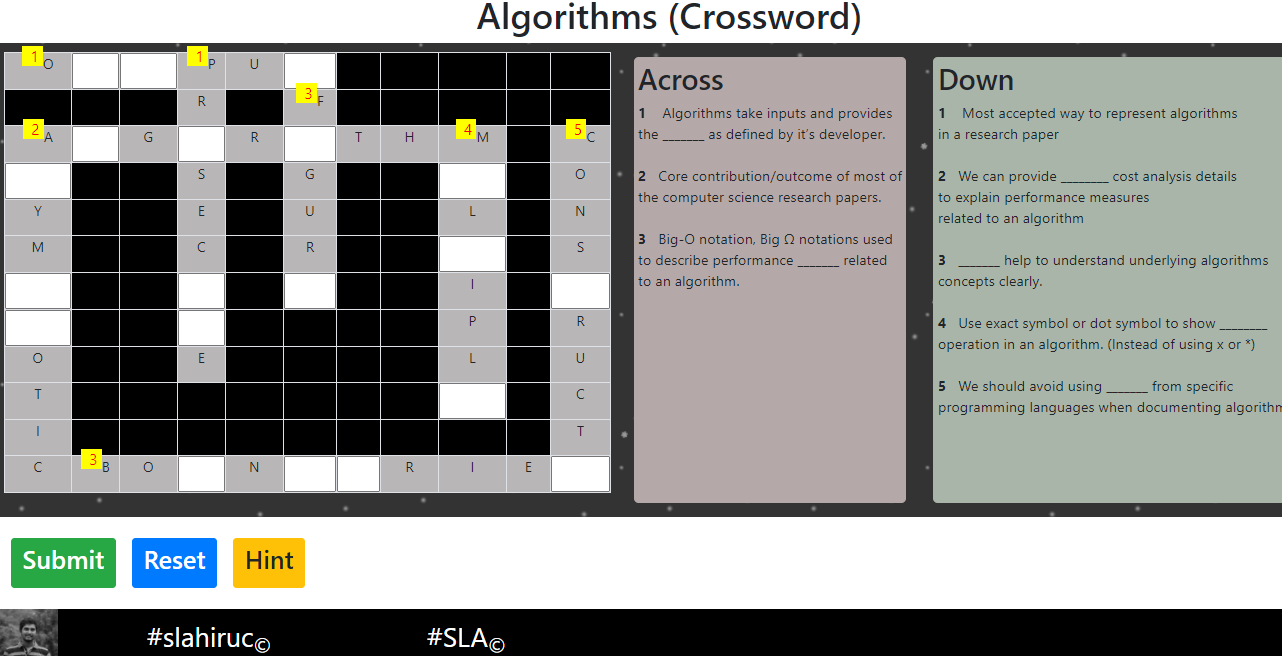 Algorithms (Crossword)
1 O 1 P U
R 3 F
2 A G R T H 4 M 5 C
S G O
Y E U L N
M C R S
I
P R
O E L U
T C
I T
C 3 B O N R I E
Across
1 Algorithms take inputs and provides
the _______ as defined by it's developer.
2 Core contribution/outcome of most of
the computer science research papers.
3 Big-O notation, Big Ω notations used
to describe performance _______ related
to an algorithm.
Down
1 Most accepted way to represent algorithms
in a research paper
2 We can provide ________ cost analysis details
to explain performance measures
related to an algorithm
3 _______ help to understand underlying algorithms
concepts clearly.
4 Use exact symbol or dot symbol to show ________
operation in an algorithm. (Instead of using x or *)
5 We should avoid using _______ from specific
programming languages when documenting algorithm
Submit Reset Hint
#slahiruc© #SLA©